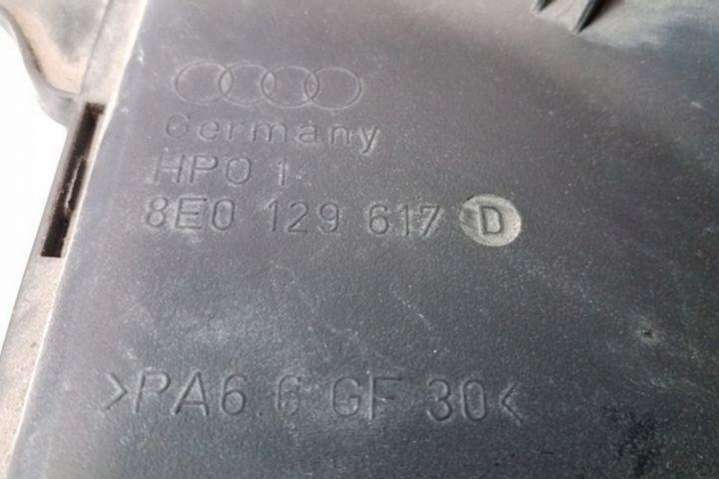 Germany
HPO 1
8E0 129 617 D
>PA6.6 GF 30<